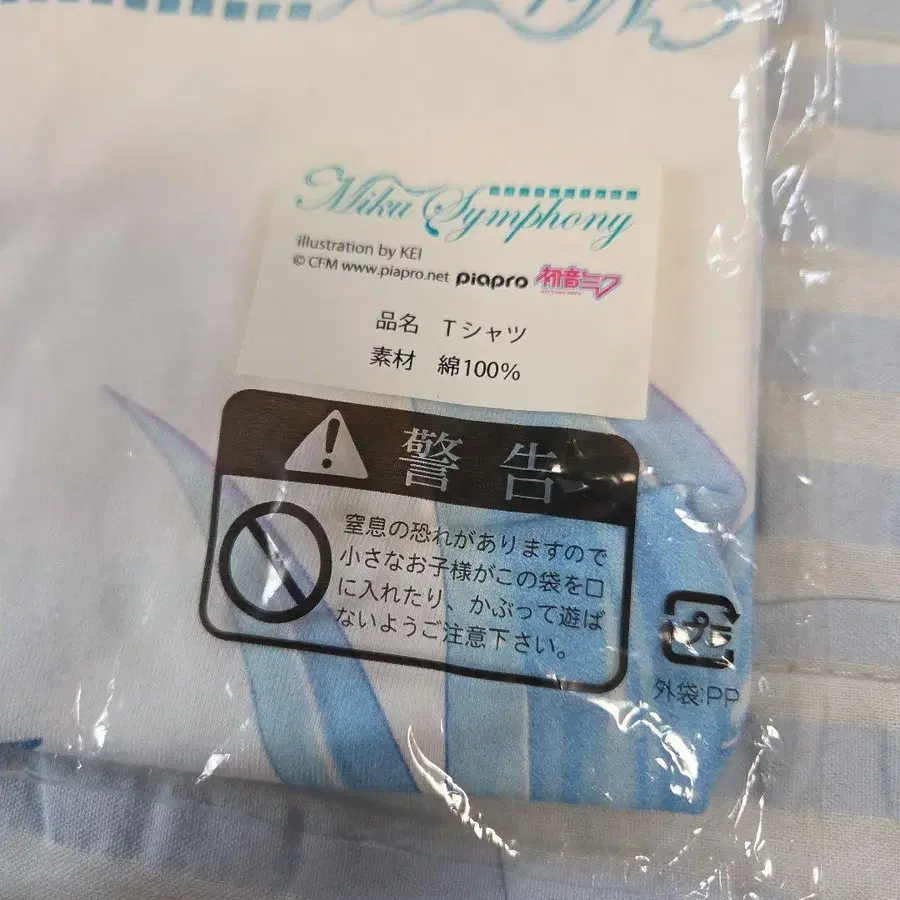 Miku Symphony
illustration by KEI
© CFM www.piapro.net piapro 初音ミク
品名 Tシャツ
素材 綿100%
警告
窒息の恐れがありますので
小さなお子様がこの袋を口
に入れたり、かぶって遊ば
ないようご注意下さい。
プラ
外袋:PP